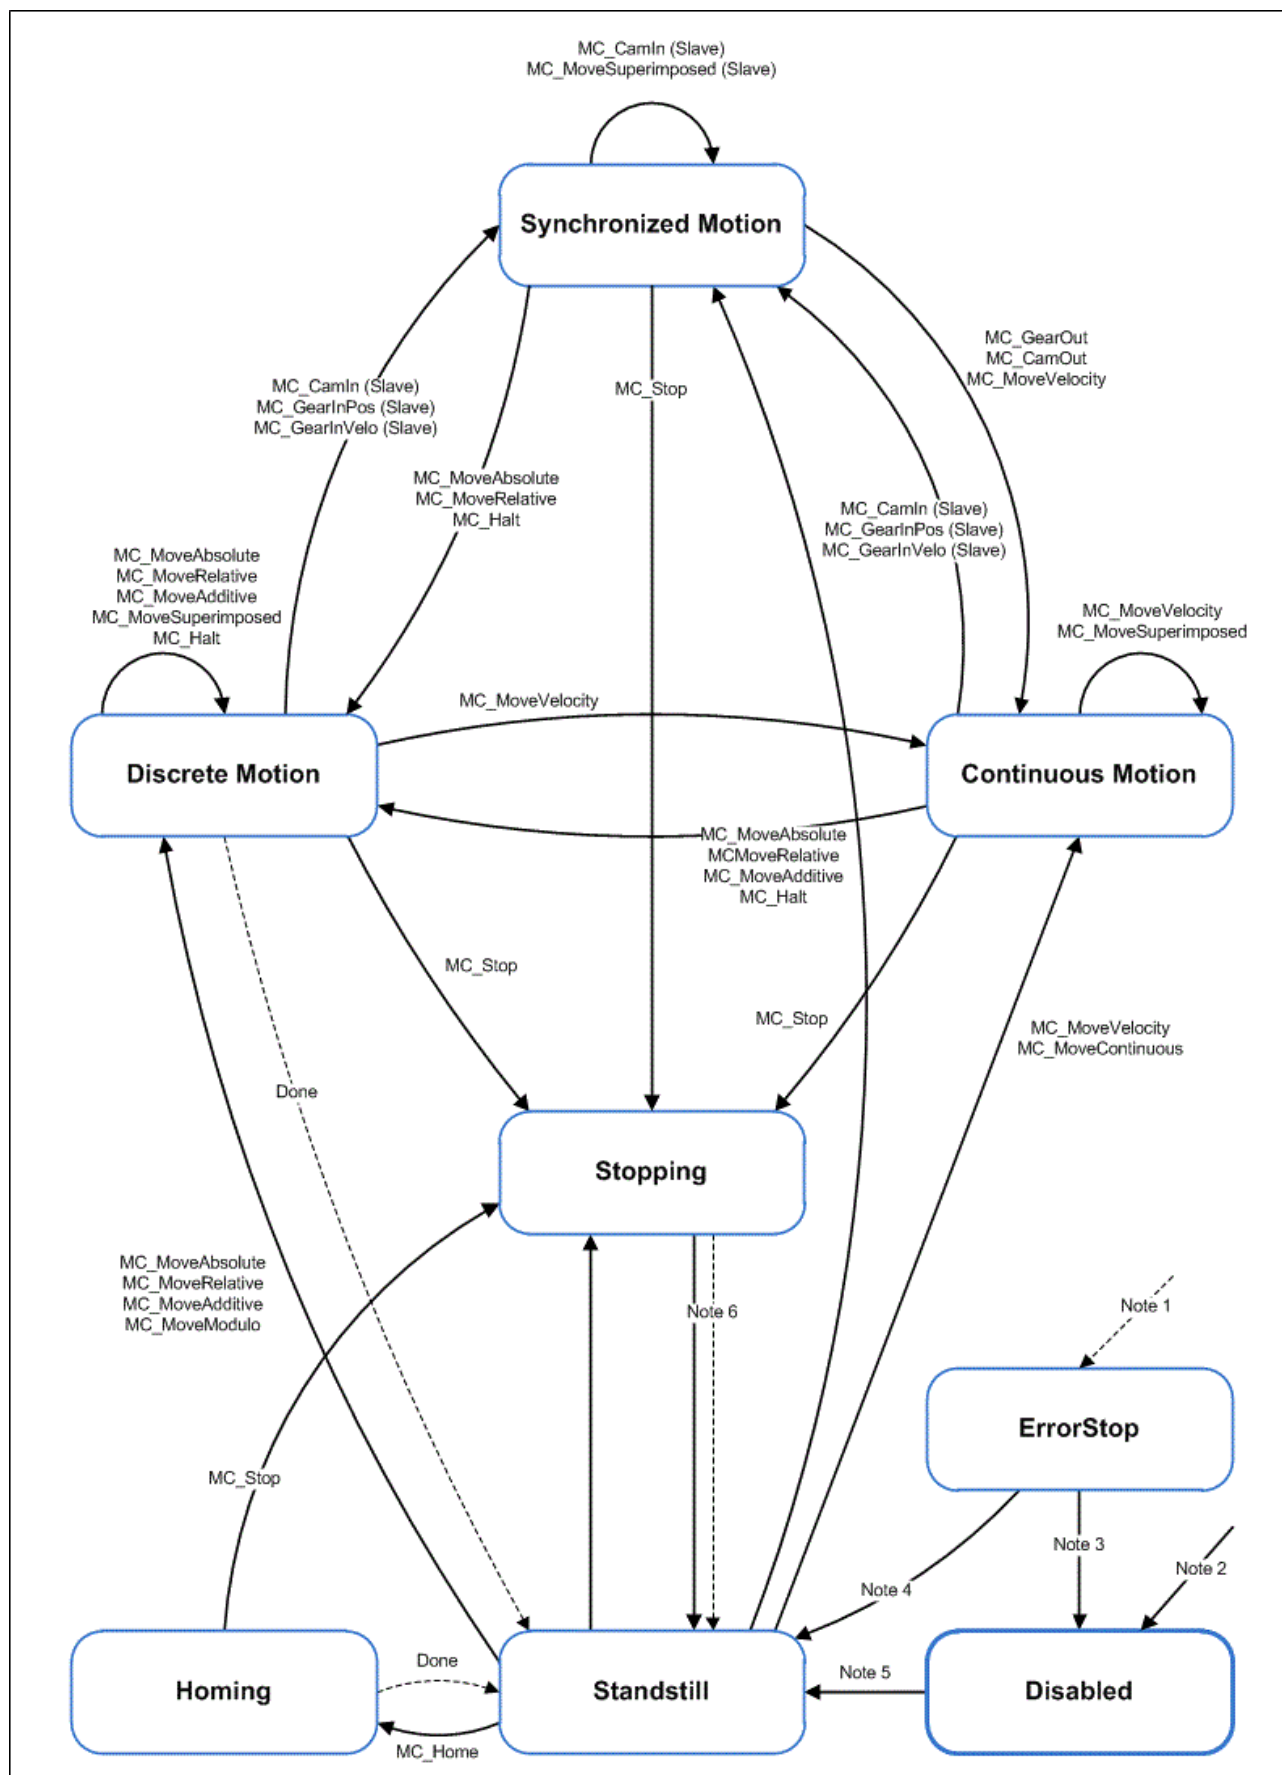 MC_CamIn (Slave)
MC_MoveSuperimposed (Slave)
Synchronized Motion
MC_GearOut
MC_CamOut
MC_MoveVelocity
MC_CamIn (Slave)
MC_GearInPos (Slave)
MC_GearInVelo (Slave)
MC_Stop
MC_MoveAbsolute
MC_MoveRelative
MC_Halt
MC_CamIn (Slave)
MC_GearInPos (Slave)
MC_GearInVelo (Slave)
MC_MoveAbsolute
MC_MoveRelative
MC_MoveAdditive
MC_MoveSuperimposed
MC_Halt
MC_MoveVelocity
MC_MoveSuperimposed
MC_MoveVelocity
Discrete Motion
Continuous Motion
MC_MoveAbsolute
MCMoveRelative
MC_MoveAdditive
MC_Halt
MC_Stop
MC_Stop
MC_MoveVelocity
MC_MoveContinuous
Done
Stopping
MC_MoveAbsolute
MC_MoveRelative
MC_MoveAdditive
MC_MoveModulo
Note 6
Note 1
ErrorStop
MC_Stop
Note 3
Note 2
Note 4
Done
Note 5
Homing
Standstill
Disabled
MC_Home